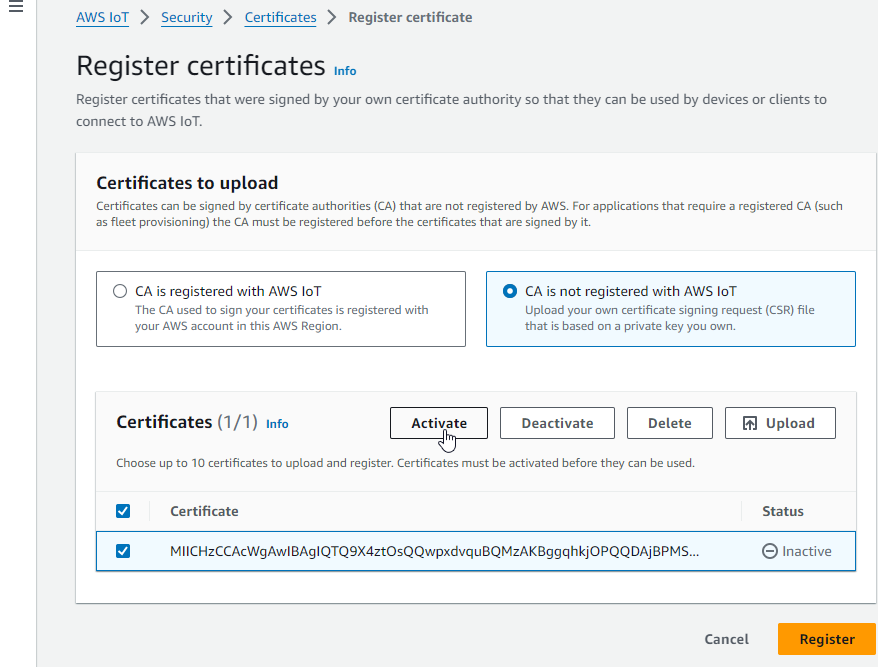 AWS IoT > Security > Certificates > Register certificate
Register certificates Info
Register certificates that were signed by your own certificate authority so that they can be used by devices or clients to
connect to AWS IoT.
Certificates to upload
Certificates can be signed by certificate authorities (CA) that are not registered by AWS. For applications that require a registered CA (such
as fleet provisioning) the CA must be registered before the certificates that are signed by it.
CA is registered with AWS IoT
The CA used to sign your certificates is registered with
your AWS account in this AWS Region.
CA is not registered with AWS IoT
Upload your own certificate signing request (CSR) file
that is based on a private key you own.
Certificates (1/1) Info
Activate Deactivate Delete Upload
Choose up to 10 certificates to upload and register. Certificates must be activated before they can be used.
Certificate Status
MIICHzCCAcWgAwIBAgIQTQ9X4ztOsQQwpxdvquBQMzAKBggqhkjOPQQDAjBPMS... Inactive
Cancel Register